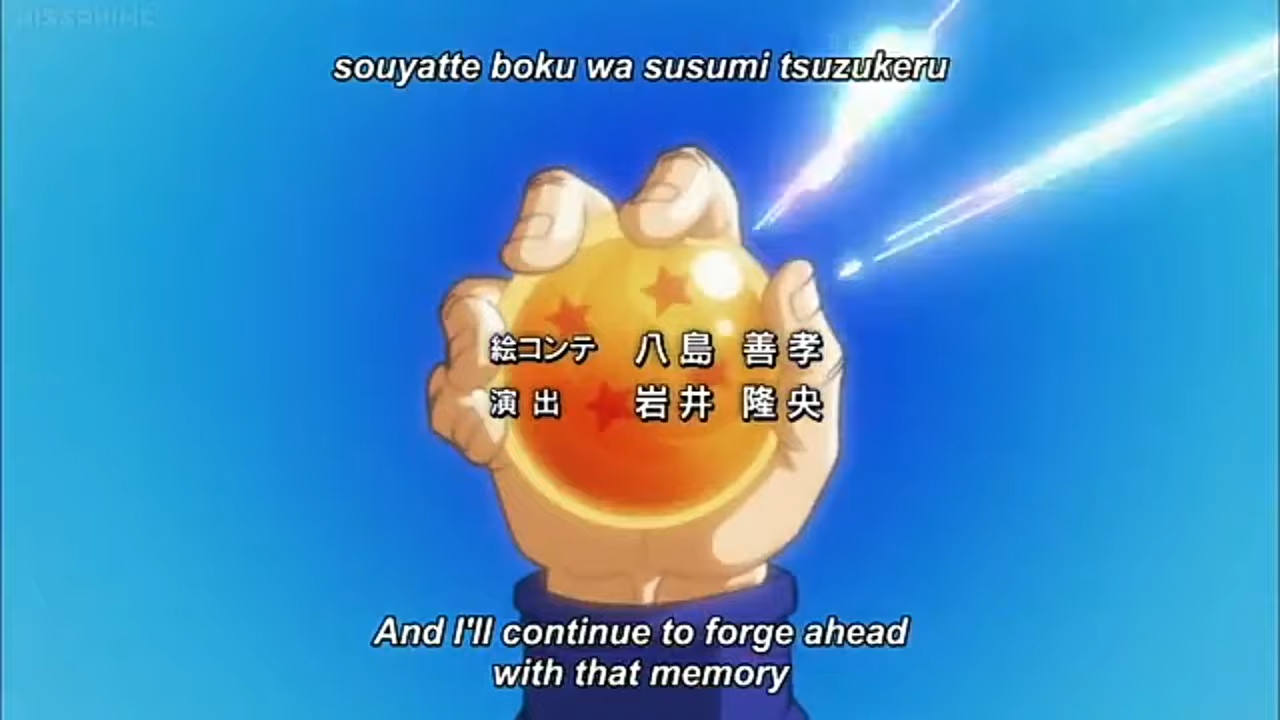 KISSANIME
souyatte boku wa susumi tsuzukeru
絵コンテ 八島 善孝
演出 岩井 隆央
And I'll continue to forge ahead
with that memory